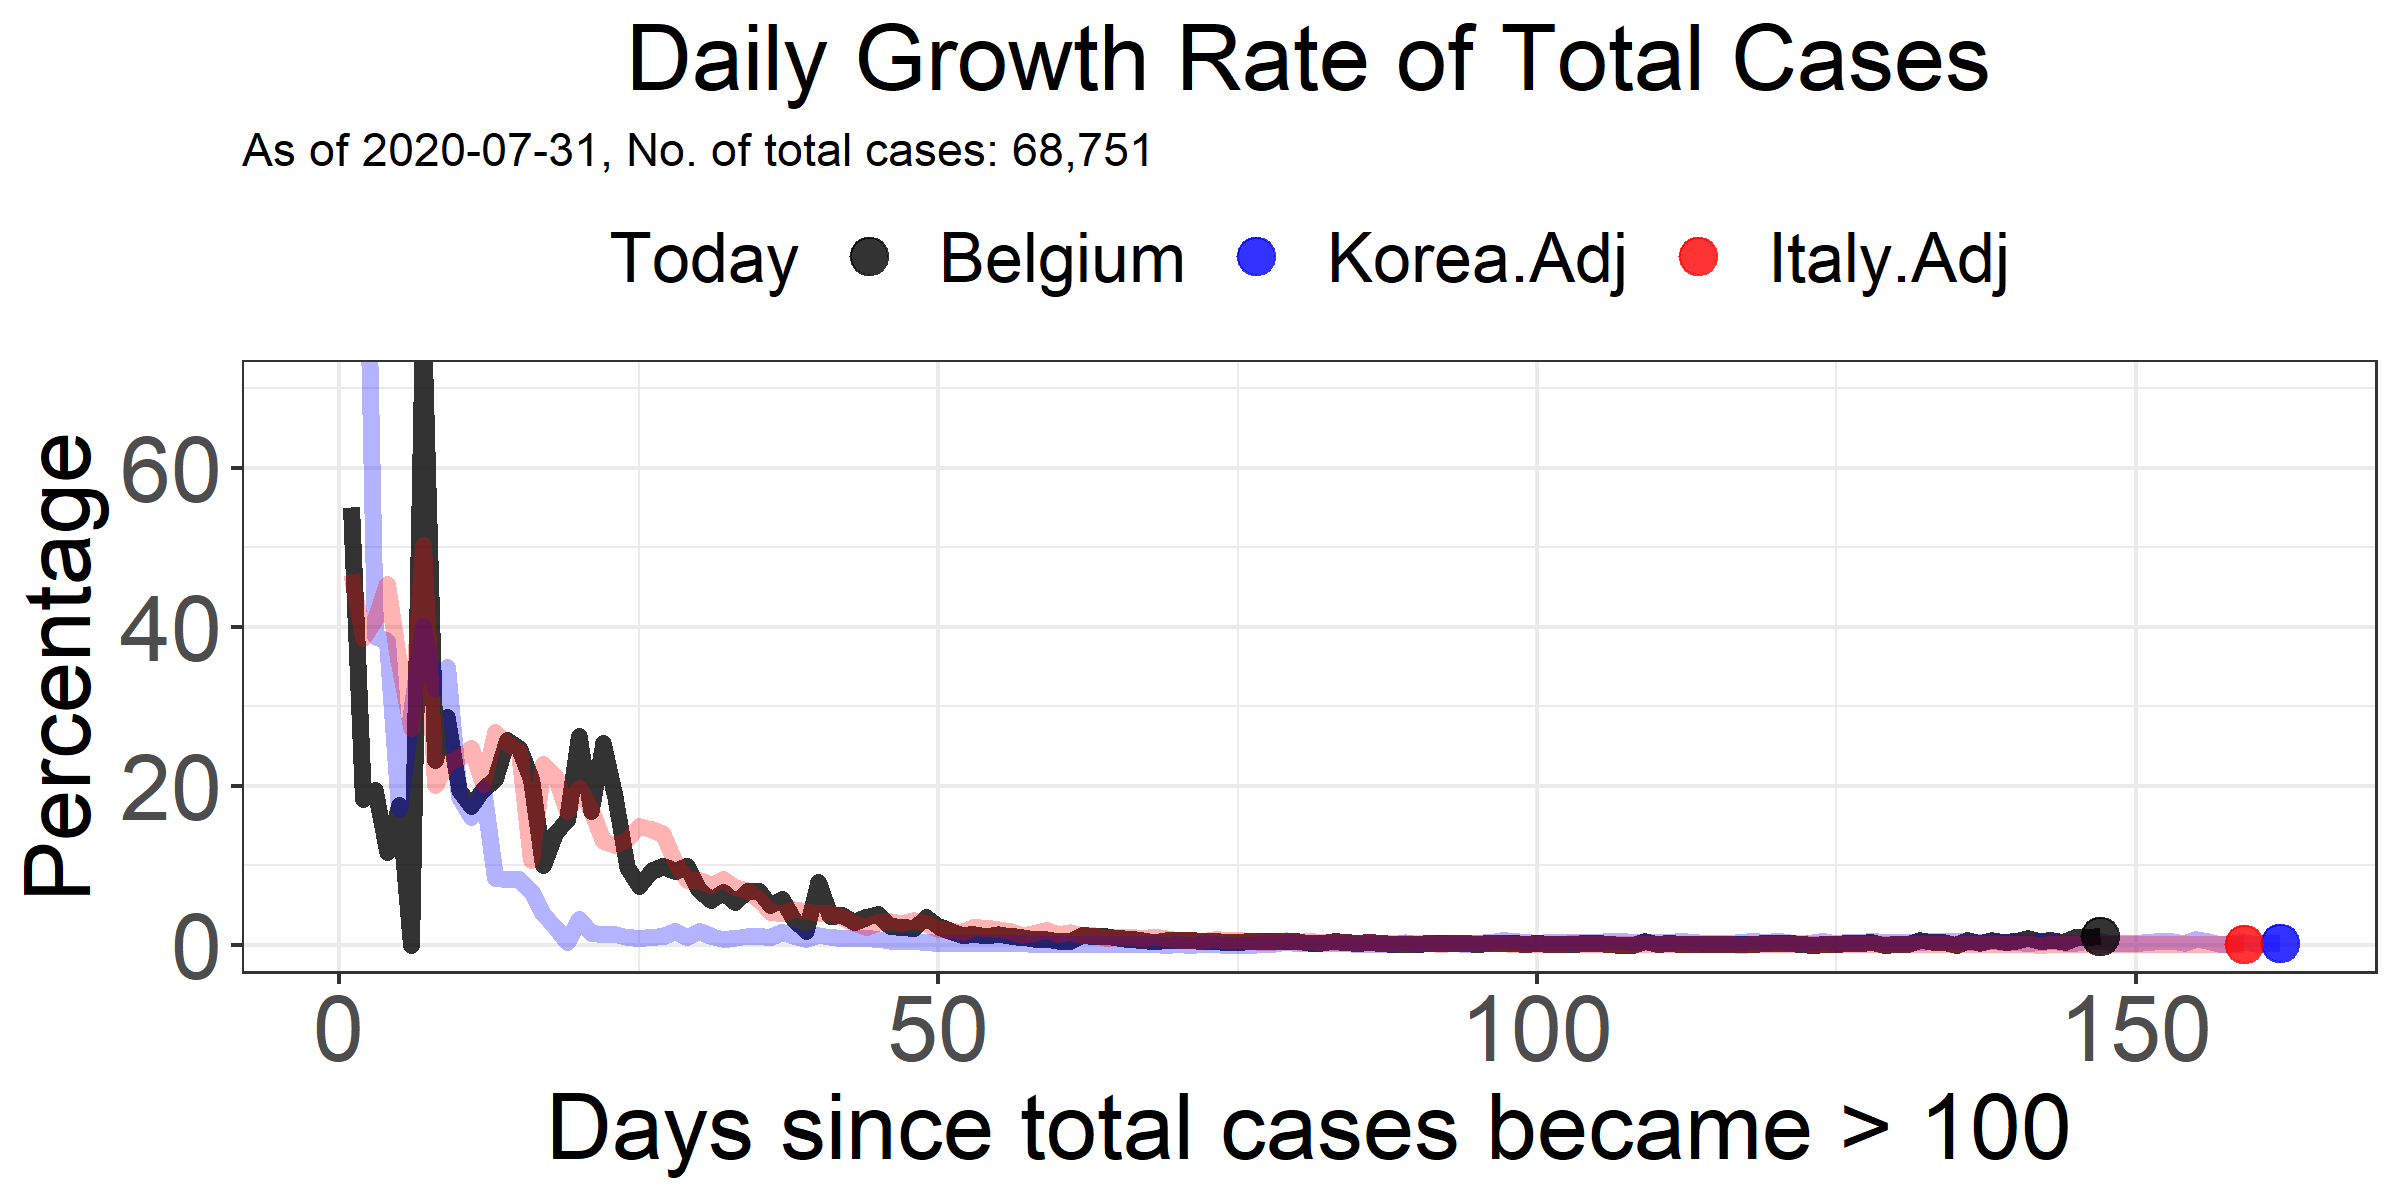 Daily Growth Rate of Total Cases
As of 2020-07-31, No. of total cases: 68,751
Today Belgium Korea.Adj Italy.Adj
Percentage
60
40
20
0
0 50 100 150
Days since total cases became > 100